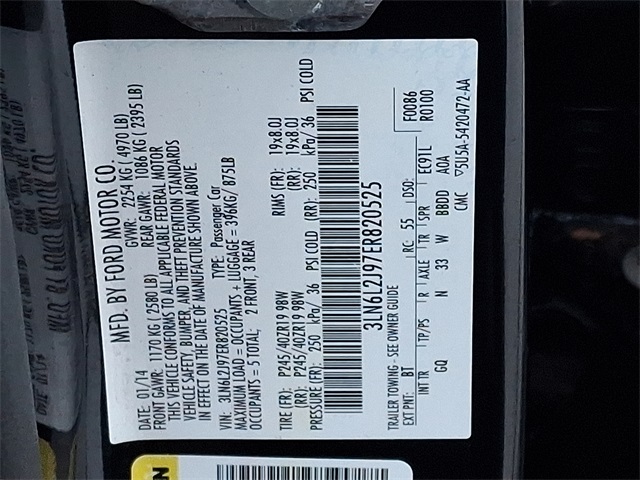 MFD. BY FORD MOTOR CO.
DATE: 01/14 GVWR: 2254 KG ( 4970 LB)
FRONT GAWR: 1170 KG ( 2580 LB) REAR GAWR: 1086 KG ( 2395 LB)
THIS VEHICLE CONFORMS TO ALL APPLICABLE FEDERAL MOTOR
VEHICLE SAFETY, BUMPER, AND THEFT PREVENTION STANDARDS
IN EFFECT ON THE DATE OF MANUFACTURE SHOWN ABOVE.
VIN: 3LN6L2J97ER820525 TYPE: Passenger Car
MAXIMUM LOAD = OCCUPANTS + LUGGAGE = 396KG/ 875LB
OCCUPANTS = 5 TOTAL: 2 FRONT, 3 REAR
TIRE (FR): P245/40ZR19 98W RIMS (FR): 19x8.0J
(RR): P245/40ZR19 98W (RR): 19x8.0J
PRESSURE (FR): 250 kPa/ 36 PSI COLD (RR): 250 kPa/ 36 PSI COLD
3LN6L2J97ER820525
TRAILER TOWING - SEE OWNER GUIDE F0086
EXT PNT: BT RC: 55 DSO: R0100
INT TR TP/PS R AXLE TR SPR EC91L
GQ N 33 W BBDD AOA
CMC ▽5U5A-5420472-AA